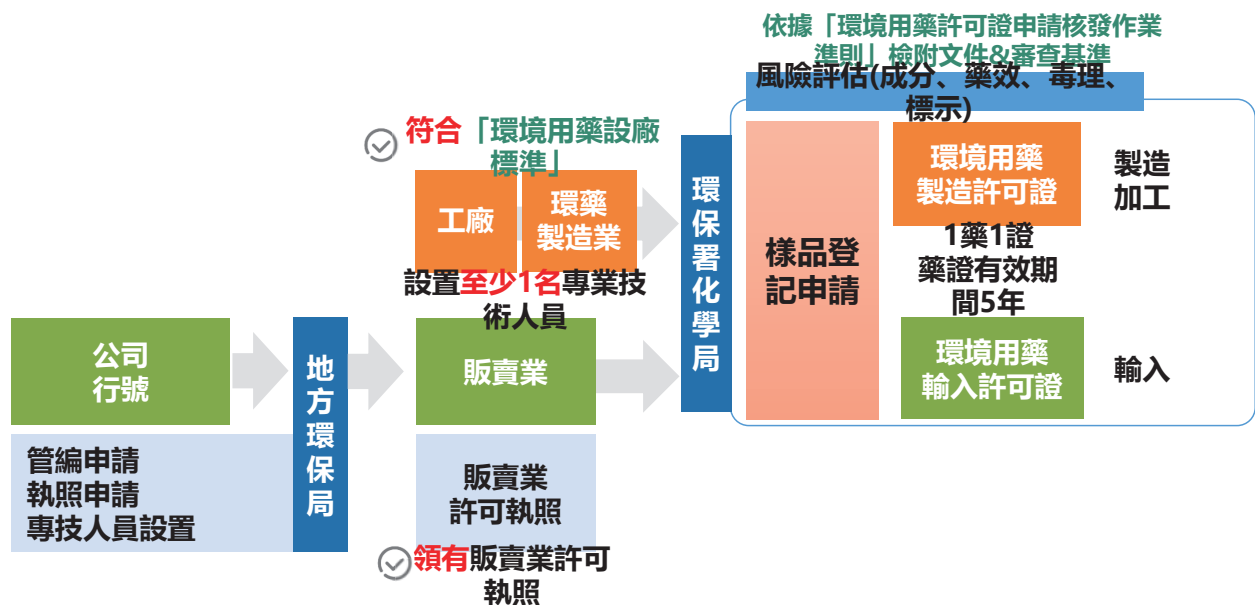 依據「環境用藥許可證申請核發作業
準則」檢附文件&審查基準
風險評估(成分、藥效、毒理、
標示)
符合「環境用藥設廠
標準」
工廠
環藥
製造業
設置至少1名專業技
術人員
公司
行號
管編申請
執照申請
專技人員設置
地方環保局
販賣業
販賣業
許可執照
領有販賣業許可
執照
環保署化學局
樣品登
記申請
環境用藥
製造許可證
製造
加工
1藥1證
藥證有效期
間5年
環境用藥
輸入許可證
輸入